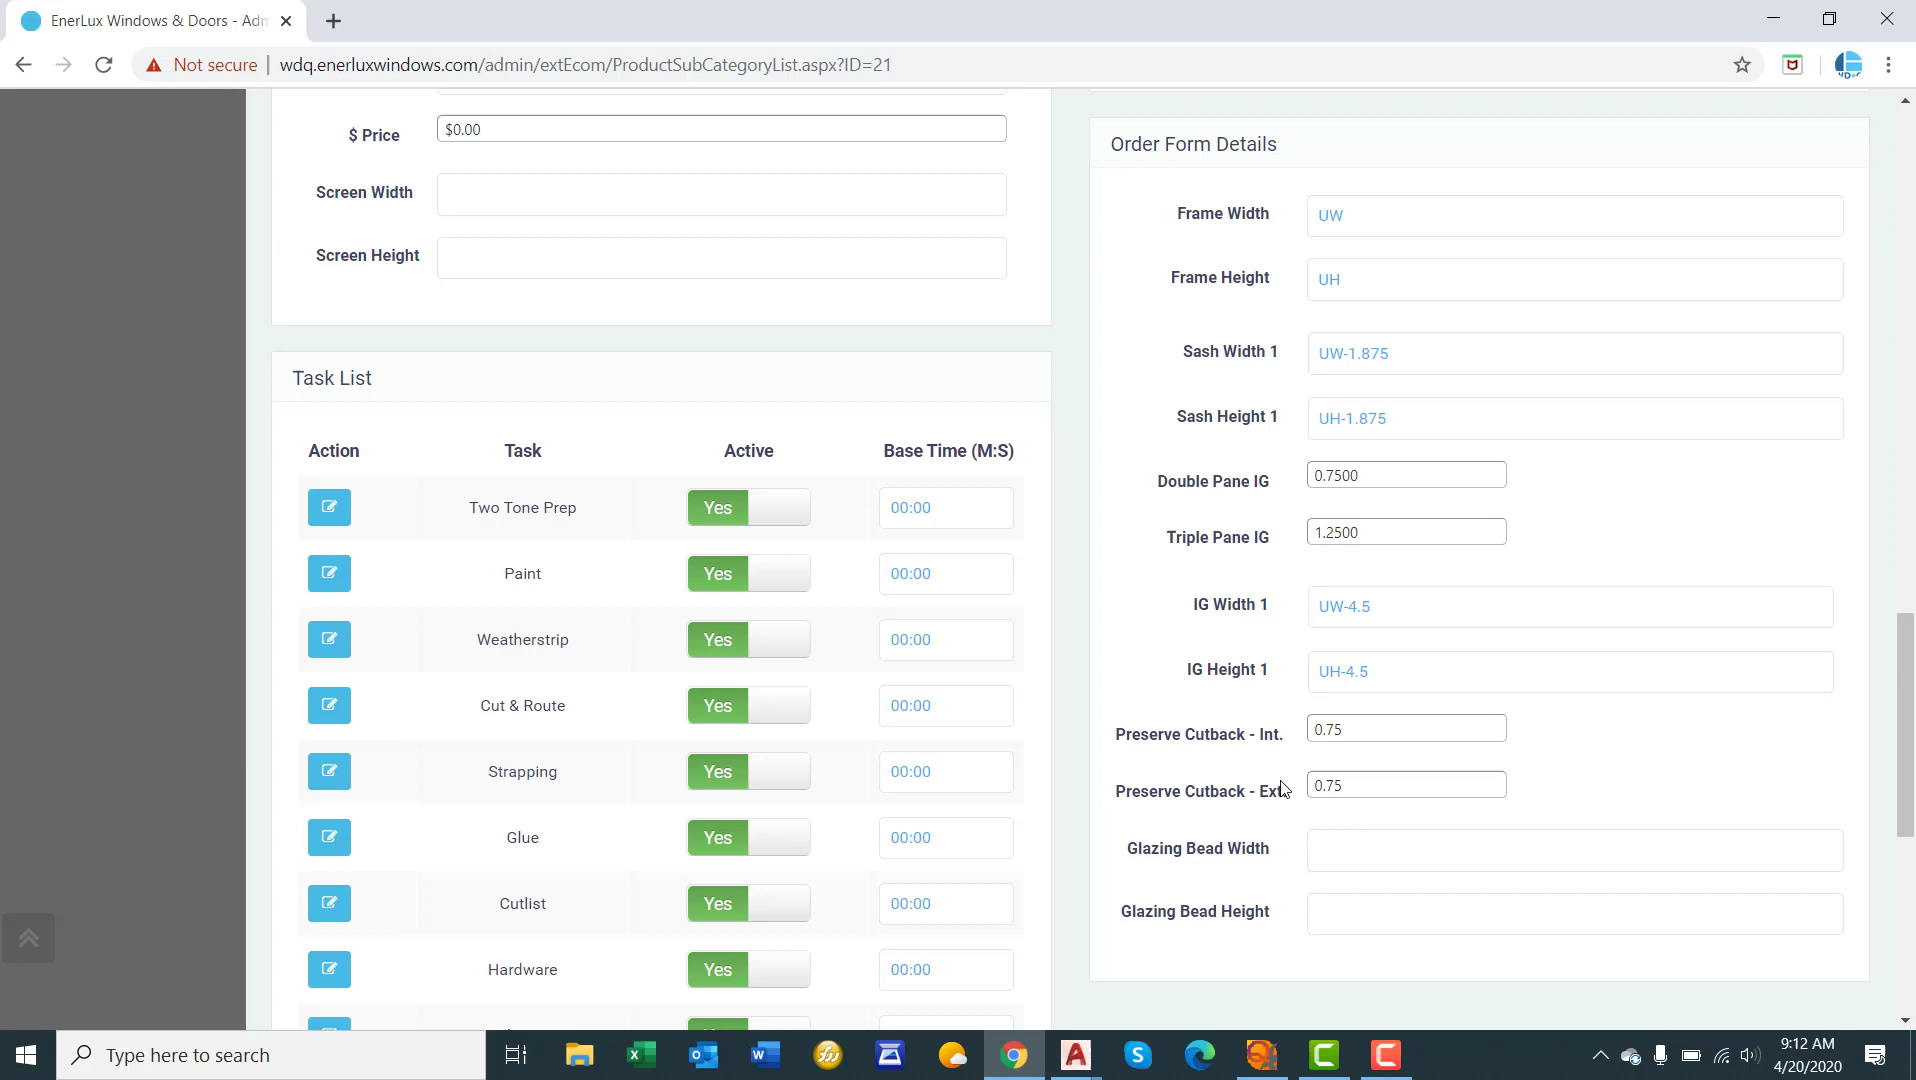 EnerLux Windows & Doors - Adm
Not secure | wdq.enerluxwindows.com/admin/extEcom/ProductSubCategoryList.aspx?ID=21
$ Price
$0.00
Screen Width
Screen Height
Task List
Action Task Active Base Time (M:S)
Two Tone Prep Yes 00:00
Paint Yes 00:00
Weatherstrip Yes 00:00
Cut & Route Yes 00:00
Strapping Yes 00:00
Glue Yes 00:00
Cutlist Yes 00:00
Hardware Yes 00:00
Order Form Details
Frame Width UW
Frame Height UH
Sash Width 1 UW-1.875
Sash Height 1 UH-1.875
Double Pane IG 0.7500
Triple Pane IG 1.2500
IG Width 1 UW-4.5
IG Height 1 UH-4.5
Preserve Cutback - Int. 0.75
Preserve Cutback - Ext 0.75
Glazing Bead Width
Glazing Bead Height
Type here to search
9:12 AM
4/20/2020